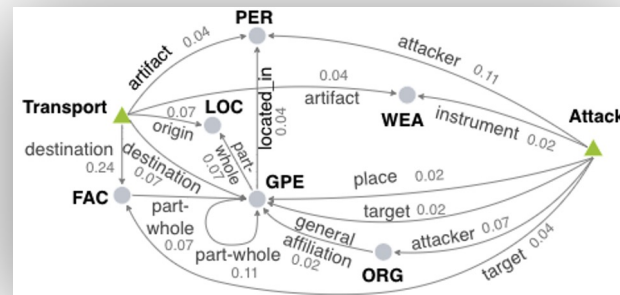 PER
artifact 0.04
attacker 0.11
0.04
artifact
Transport
0.07
origin
LOC
located_in
0.04
WEA
instrument 0.02
Attack
destination
0.24
destination
0.07
part-
whole
0.07
GPE
place 0.02
FAC
part-
whole
0.07
target 0.02
general
affiliation
0.02
attacker 0.07
part-whole
0.11
ORG
target 0.04